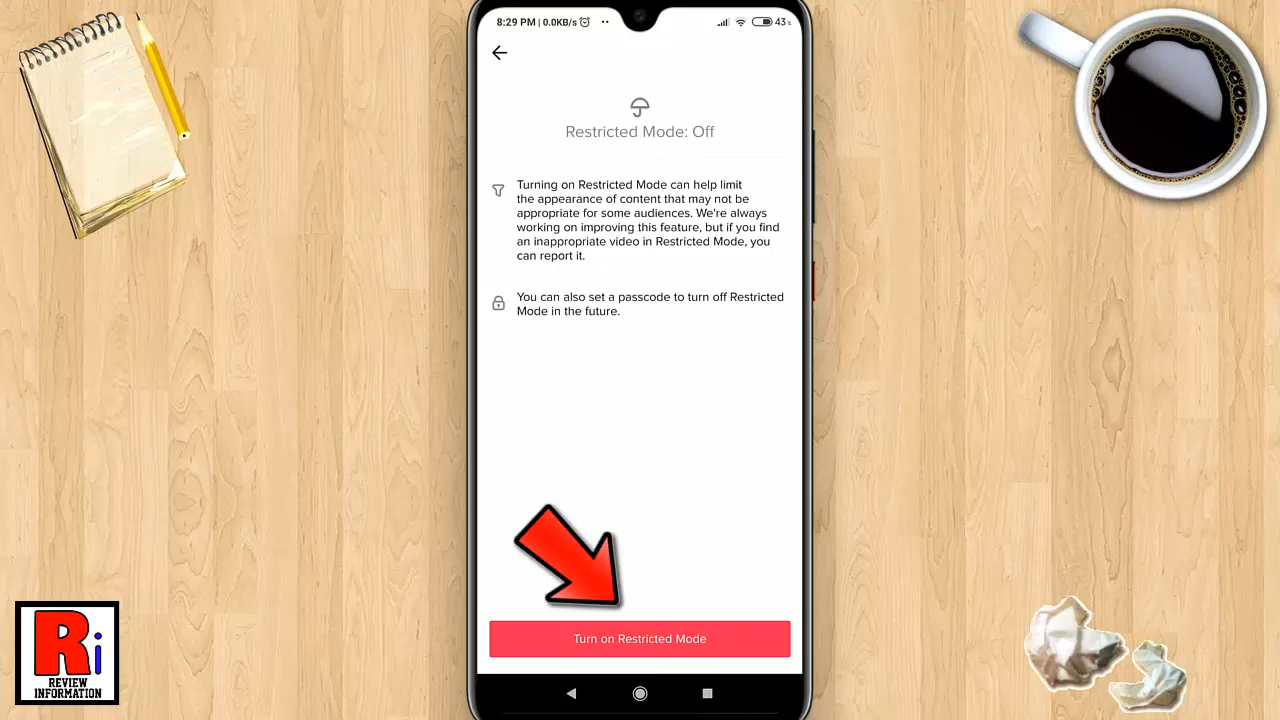 8:29 PM | 0.0KB/s
43%
Restricted Mode: Off
Turning on Restricted Mode can help limit
the appearance of content that may not be
appropriate for some audiences. We're always
working on improving this feature, but if you find
an inappropriate video in Restricted Mode, you
can report it.
You can also set a passcode to turn off Restricted
Mode in the future.
Turn on Restricted Mode
Ri
REVIEW
INFORMATION